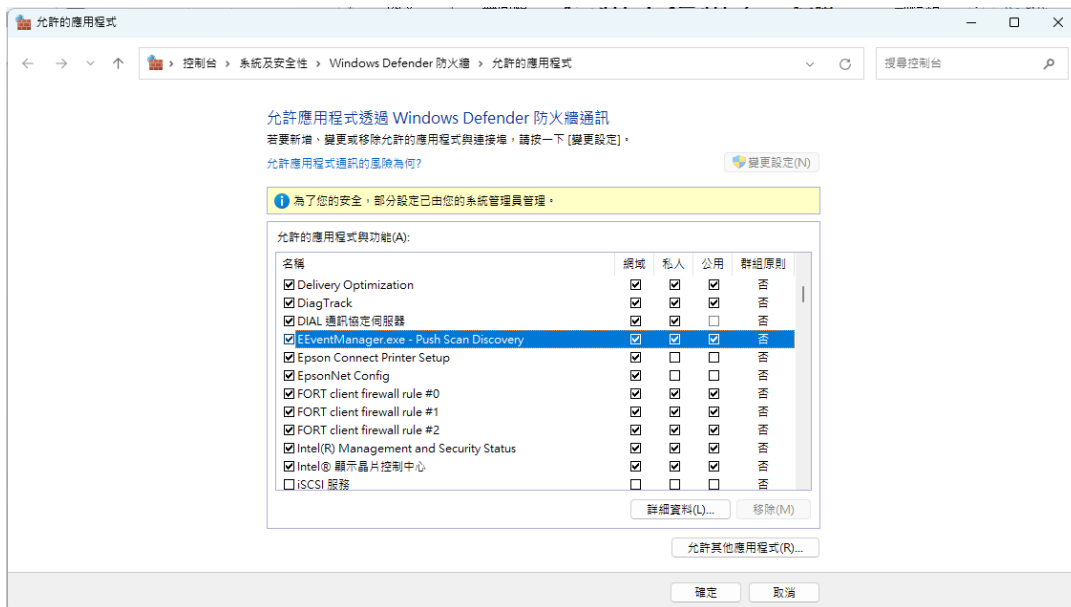 允許的應用程式
控制台 › 系統及安全性 › Windows Defender 防火牆 › 允許的應用程式
搜尋控制台
允許應用程式透過 Windows Defender 防火牆通訊
若要新增、變更或移除允許的應用程式與連接埠，請按一下 [變更設定]。
允許應用程式通訊的風險為何?
變更設定(N)
為了您的安全，部分設定已由您的系統管理員管理。
允許的應用程式與功能(A):
名稱 網域 私人 公用 群組原則
Delivery Optimization 否
DiagTrack 否
DIAL 通訊協定伺服器 否
EEventManager.exe - Push Scan Discovery 否
Epson Connect Printer Setup 否
EpsonNet Config 否
FORT client firewall rule #0 否
FORT client firewall rule #1 否
FORT client firewall rule #2 否
Intel(R) Management and Security Status 否
Intel® 顯示晶片控制中心 否
iSCSI 服務 否
詳細資料(L)... 移除(M)
允許其他應用程式(R)...
確定 取消